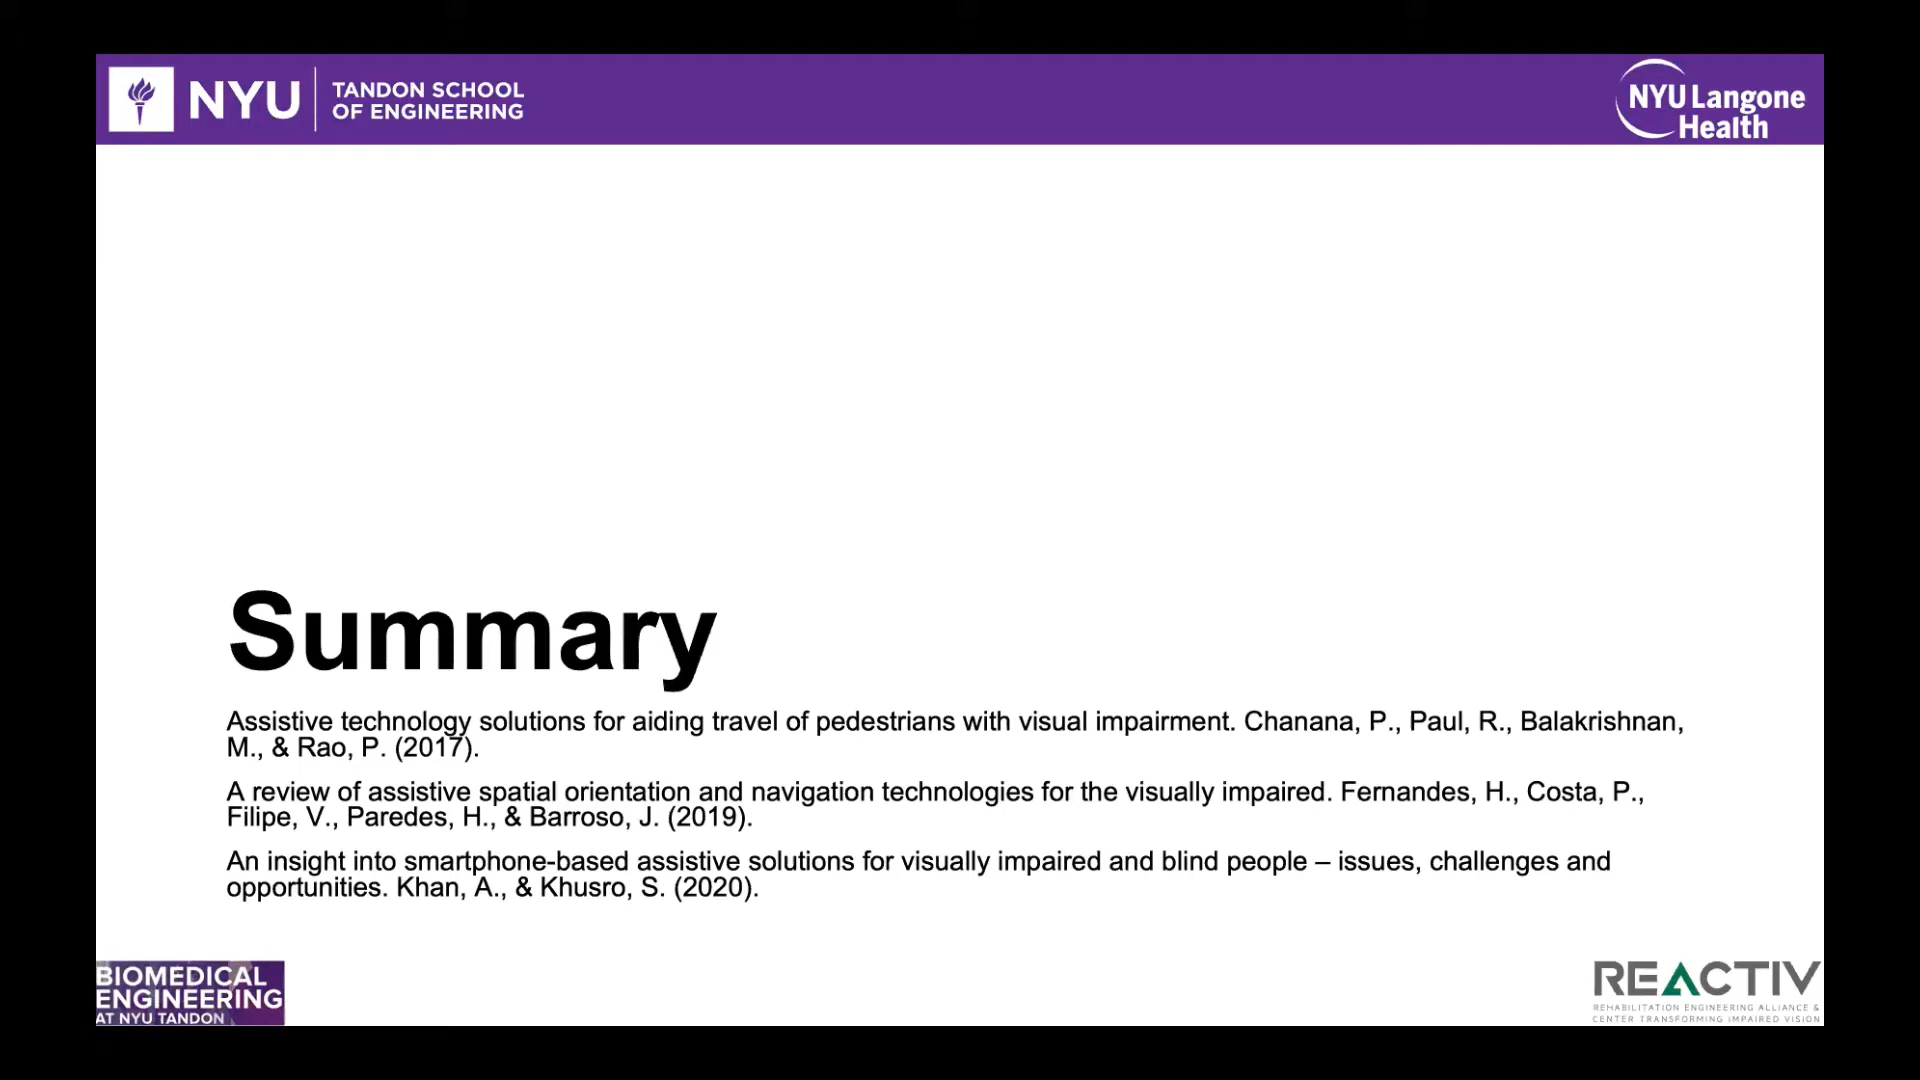 NYU
TANDON SCHOOL
OF ENGINEERING
NYU Langone
Health
Summary
Assistive technology solutions for aiding travel of pedestrians with visual impairment. Chanana, P., Paul, R., Balakrishnan,
M., & Rao, P. (2017).
A review of assistive spatial orientation and navigation technologies for the visually impaired. Fernandes, H., Costa, P.,
Filipe, V., Paredes, H., & Barroso, J. (2019).
An insight into smartphone-based assistive solutions for visually impaired and blind people – issues, challenges and
opportunities. Khan, A., & Khusro, S. (2020).
BIOMEDICAL
ENGINEERING
AT NYU TANDON
REACTIV
REHABILITATION ENGINEERING ALLIANCE &
CENTER TRANSFORMING IMPAIRED VISION